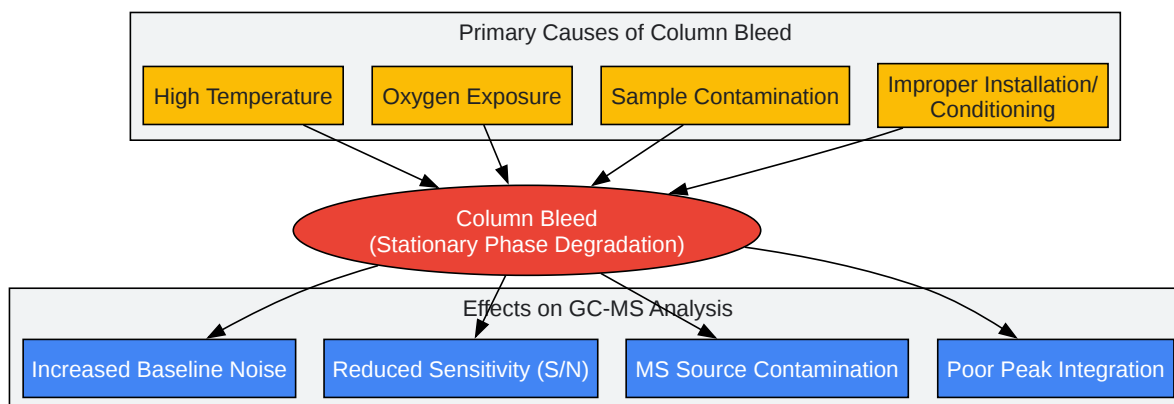 Primary Causes of Column Bleed
High Temperature
Oxygen Exposure
Sample Contamination
Improper Installation/
Conditioning
Column Bleed
(Stationary Phase Degradation)
Effects on GC-MS Analysis
Increased Baseline Noise
Reduced Sensitivity (S/N)
MS Source Contamination
Poor Peak Integration